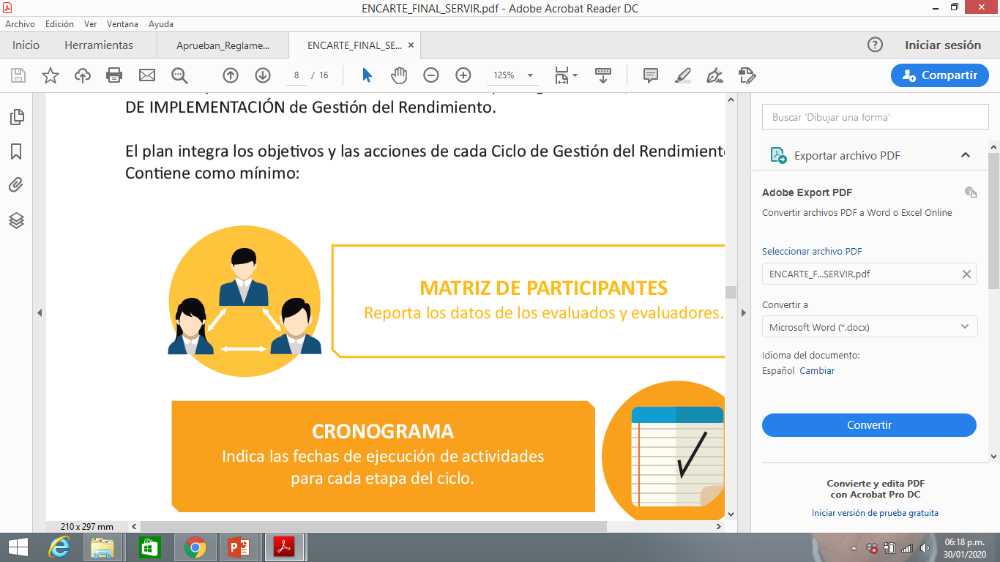 ENCARTE_FINAL_SERVIR.pdf - Adobe Acrobat Reader DC
Archivo Edición Ver Ventana Ayuda
Inicio Herramientas Aprueban_Reglame... ENCARTE_FINAL_SE... Iniciar sesión
8 / 16 125% Compartir
DE IMPLEMENTACIÓN de Gestión del Rendimiento.
El plan integra los objetivos y las acciones de cada Ciclo de Gestión del Rendimiento
Contiene como mínimo:
MATRIZ DE PARTICIPANTES
Reporta los datos de los evaluados y evaluadores.
CRONOGRAMA
Indica las fechas de ejecución de actividades
para cada etapa del ciclo.
210 x 297 mm
Buscar 'Dibujar una forma'
Exportar archivo PDF
Adobe Export PDF
Convertir archivos PDF a Word o Excel Online
Seleccionar archivo PDF
ENCARTE_F...SERVIR.pdf
Convertir a
Microsoft Word (*.docx)
Idioma del documento:
Español Cambiar
Convertir
Convierte y edita PDF
con Acrobat Pro DC
Iniciar versión de prueba gratuita
06:18 p.m.
30/01/2020